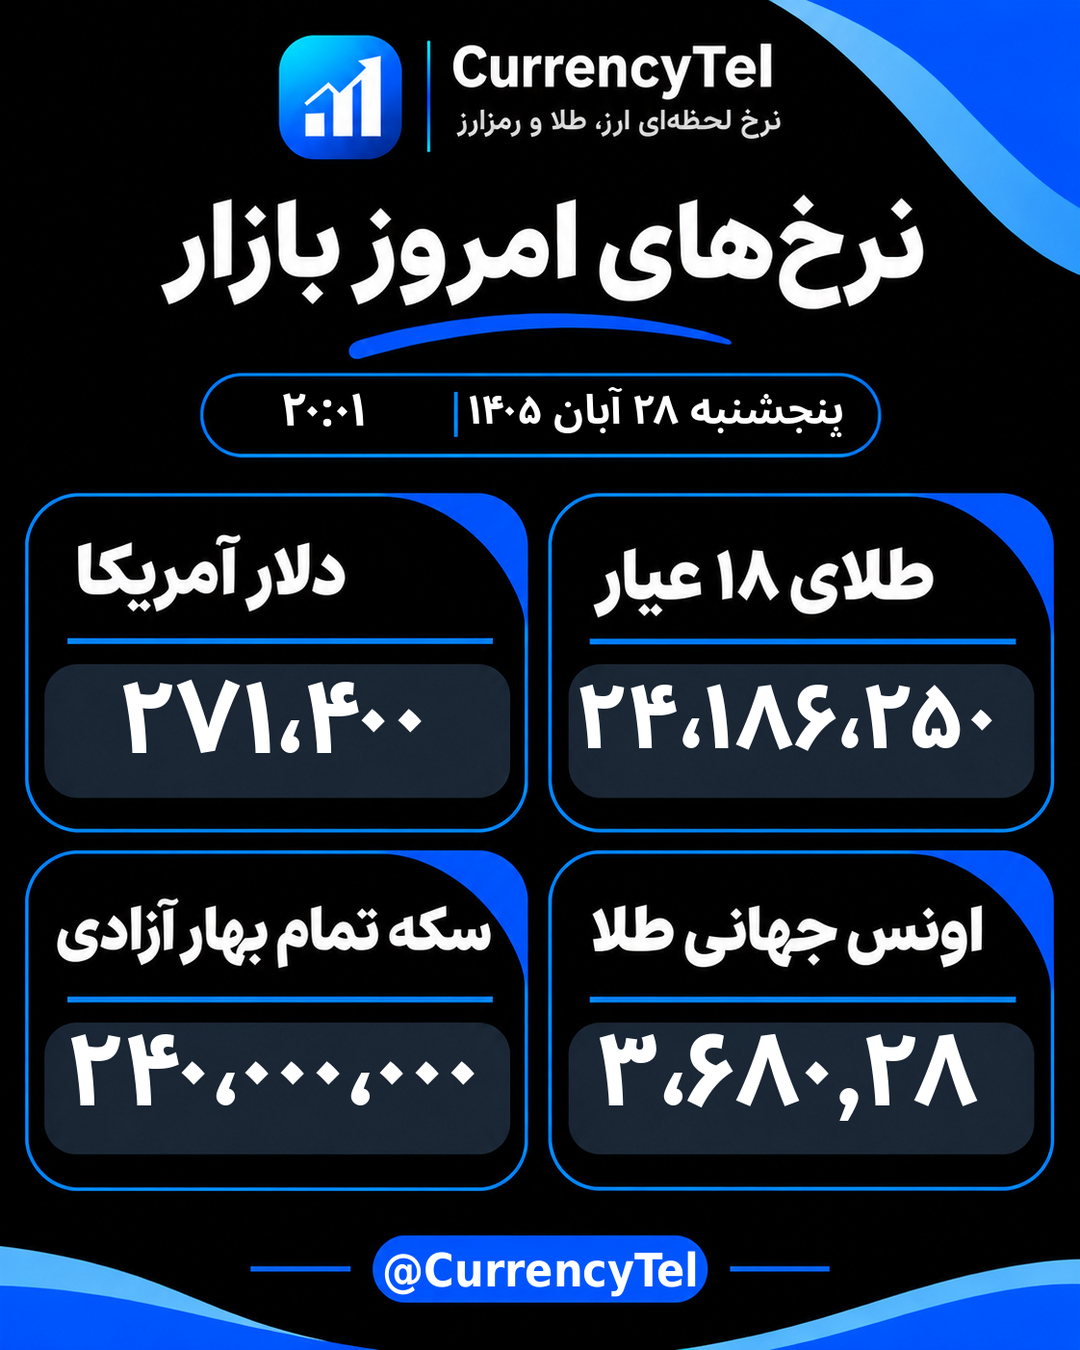 CurrencyTel
نرخ لحظه‌ای ارز، طلا و رمزارز
نرخ‌های امروز بازار
پنجشنبه ۲۸ آبان ۱۴۰۵ | ۲۰:۰۱
طلای ۱۸ عیار
۲۴،۱۸۶،۲۵۰
دلار آمریکا
۲۷۱،۴۰۰
اونس جهانی طلا
۳،۶۸۰,۲۸
سکه تمام بهار آزادی
۲۴۰،۰۰۰،۰۰۰
@CurrencyTel